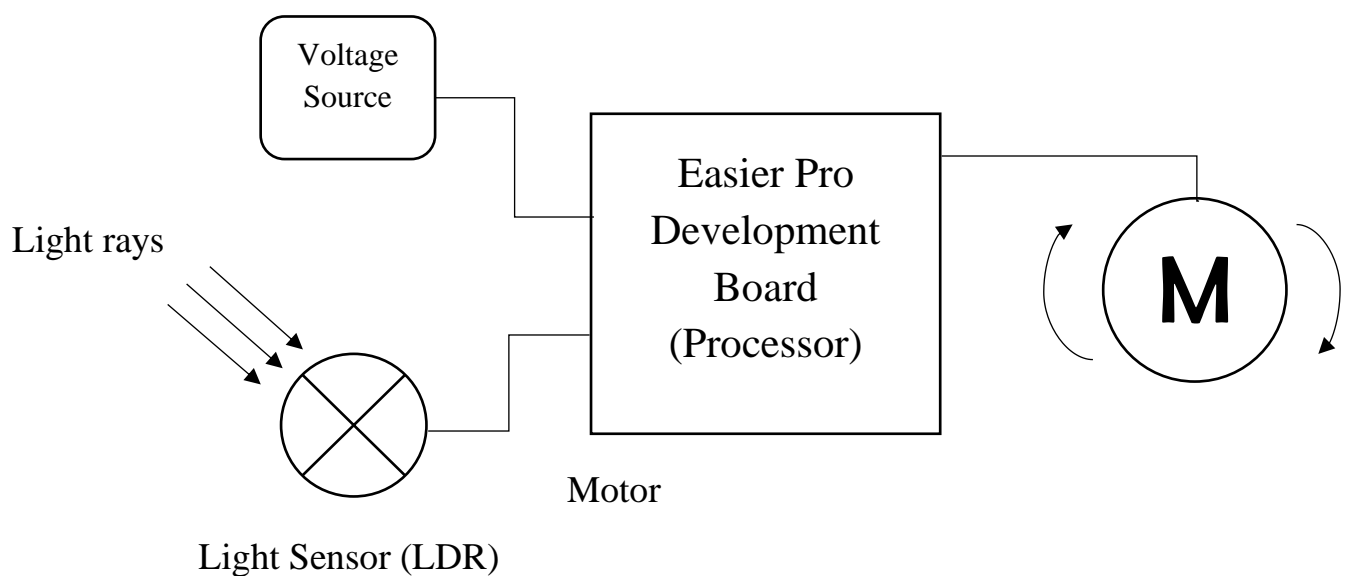 Voltage
Source
Easier Pro
Development
Board
(Processor)
Light rays
M
Motor
Light Sensor (LDR)